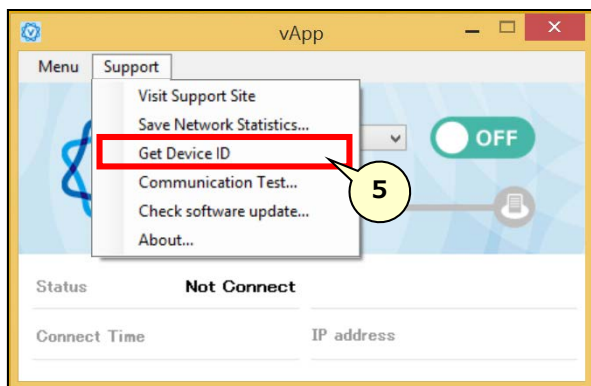 vApp
Menu Support
Visit Support Site
Save Network Statistics...
Get Device ID
Communication Test...
Check software update...
About...
5
OFF
Status Not Connect
Connect Time IP address